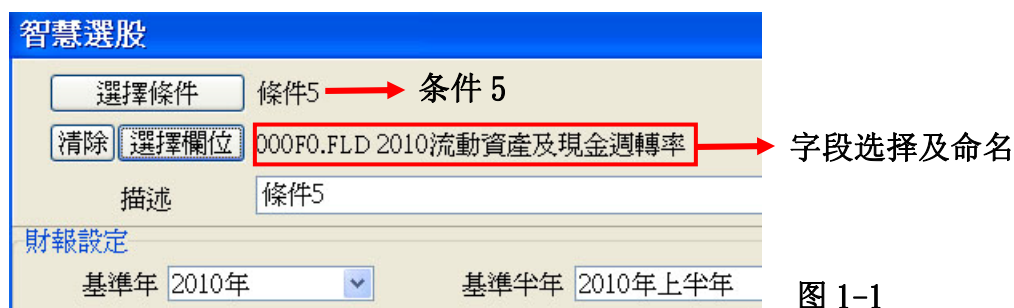 智慧選股
選擇條件 條件5 条件 5
清除 選擇欄位 000F0.FLD 2010流動資產及現金週轉率 字段选择及命名
描述 條件5
財報設定
基準年 2010年 基準半年 2010年上半年
图 1-1